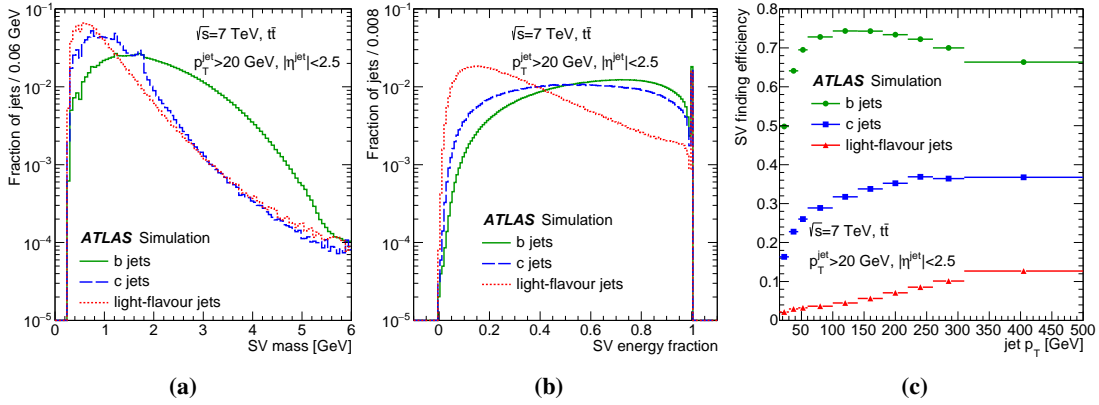 Fraction of jets / 0.06 GeV
10⁻¹
10⁻²
10⁻³
10⁻⁴
10⁻⁵
√s=7 TeV, tt̄
p_T^jet>20 GeV, |η^jet|<2.5
ATLAS Simulation
b jets
c jets
light-flavour jets
0 1 2 3 4 5 6
SV mass [GeV]
(a)
Fraction of jets / 0.008
10⁻¹
10⁻²
10⁻³
10⁻⁴
10⁻⁵
√s=7 TeV, tt̄
p_T^jet>20 GeV, |η^jet|<2.5
ATLAS Simulation
b jets
c jets
light-flavour jets
0 0.2 0.4 0.6 0.8 1
SV energy fraction
(b)
SV finding efficiency
0.8
0.7
0.6
0.5
0.4
0.3
0.2
0.1
0
ATLAS Simulation
b jets
c jets
light-flavour jets
√s=7 TeV, tt̄
p_T^jet>20 GeV, |η^jet|<2.5
50 100 150 200 250 300 350 400 450 500
jet p_T [GeV]
(c)